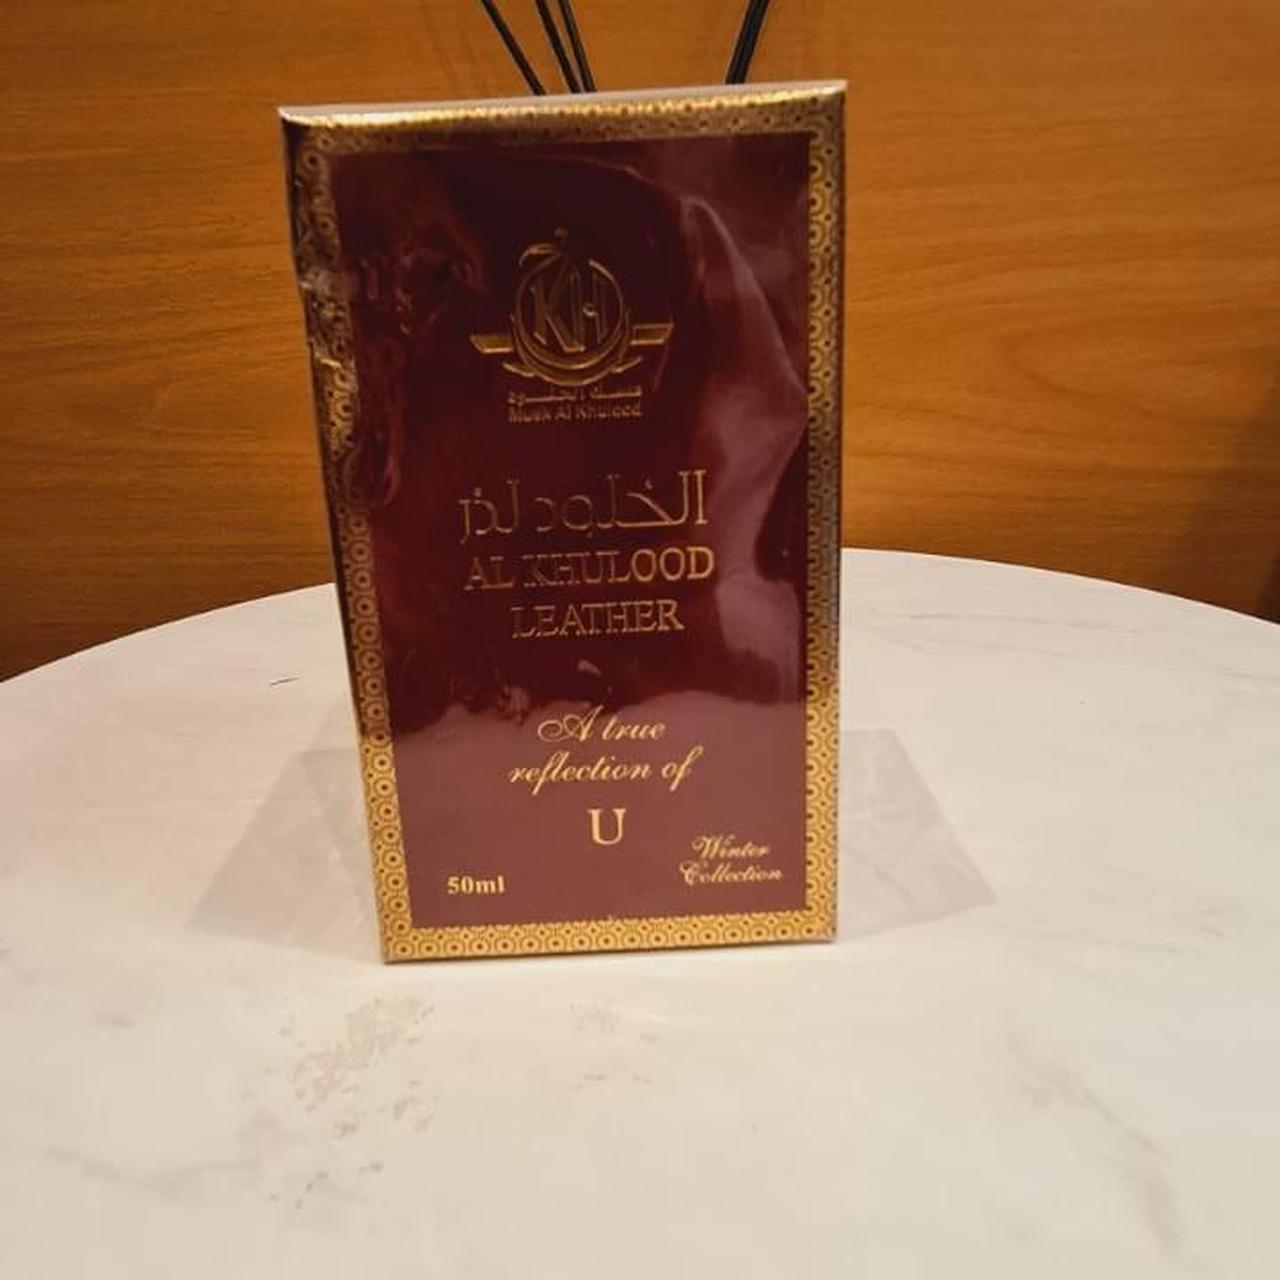 KH
مسك الخلود
Musk Al Khulood
الخلود لذر
AL KHULOOD
LEATHER
A true
reflection of
U
Winter
Collection
50ml